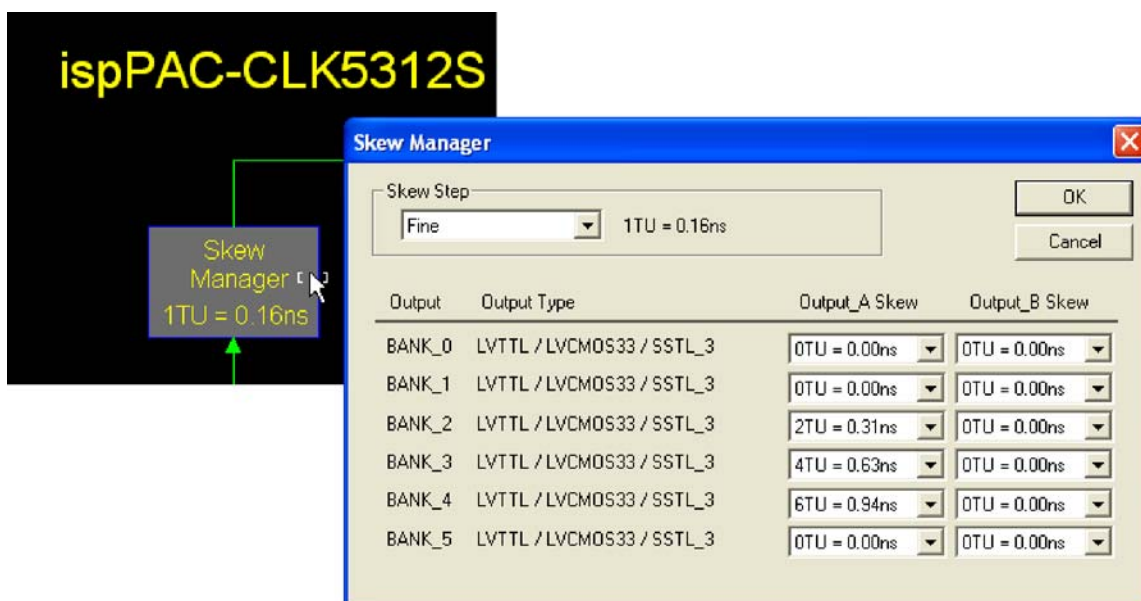 ispPAC-CLK5312S
Skew Manager
Skew Step
Fine 1TU = 0.16ns
OK
Cancel
Skew
Manager
1TU = 0.16ns
Output Output Type Output_A Skew Output_B Skew
BANK_0 LVTTL / LVCMOS33 / SSTL_3 0TU = 0.00ns 0TU = 0.00ns
BANK_1 LVTTL / LVCMOS33 / SSTL_3 0TU = 0.00ns 0TU = 0.00ns
BANK_2 LVTTL / LVCMOS33 / SSTL_3 2TU = 0.31ns 0TU = 0.00ns
BANK_3 LVTTL / LVCMOS33 / SSTL_3 4TU = 0.63ns 0TU = 0.00ns
BANK_4 LVTTL / LVCMOS33 / SSTL_3 6TU = 0.94ns 0TU = 0.00ns
BANK_5 LVTTL / LVCMOS33 / SSTL_3 0TU = 0.00ns 0TU = 0.00ns